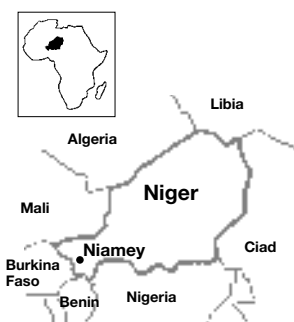 Libia
Algeria
Niger
Mali
Niamey
Ciad
Burkina
Faso
Benin
Nigeria